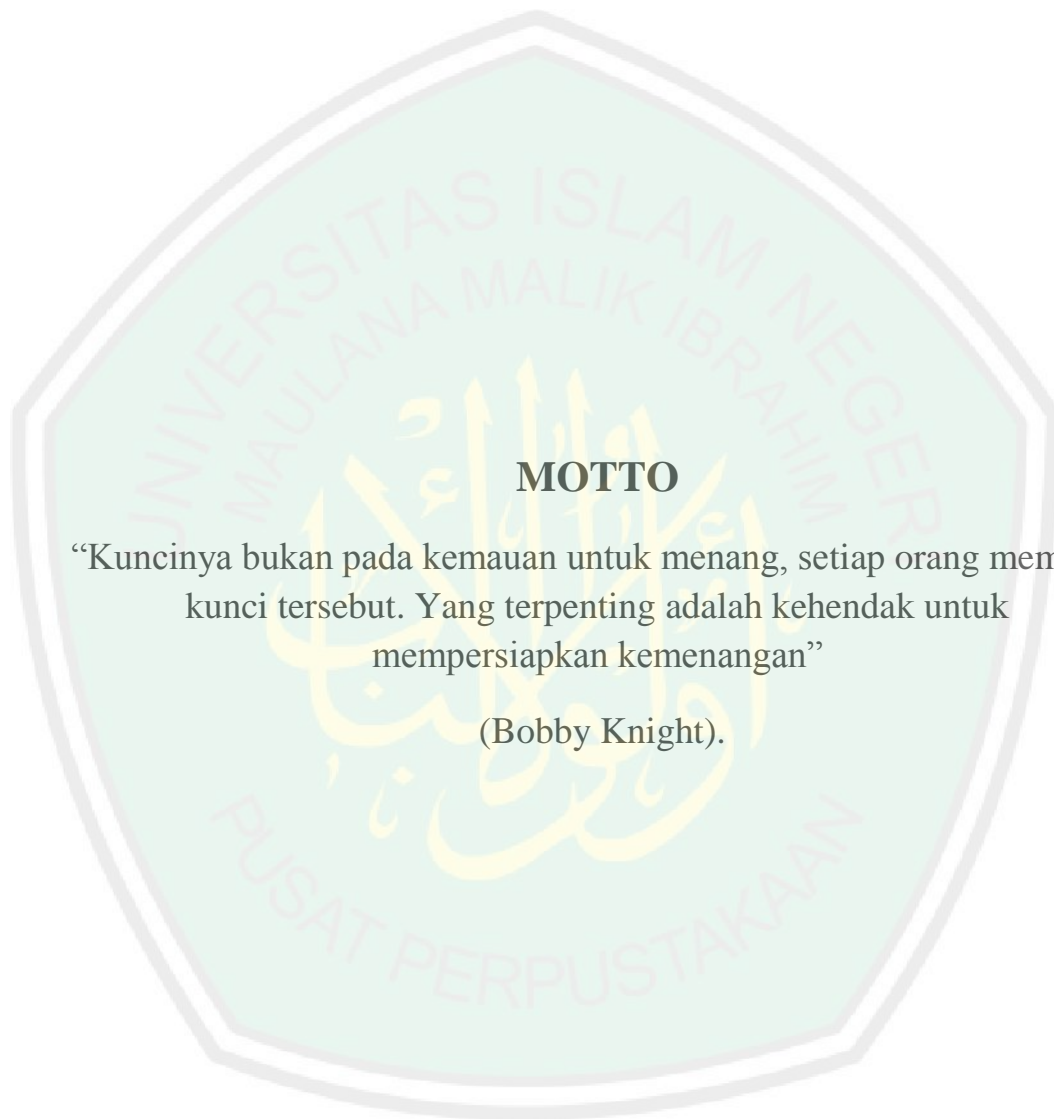 UNIVERSITAS ISLAM NEGERI
MAULANA MALIK IBRAHIM
MOTTO
“Kuncinya bukan pada kemauan untuk menang, setiap orang mem
kunci tersebut. Yang terpenting adalah kehendak untuk
mempersiapkan kemenangan”
(Bobby Knight).
PUSAT PERPUSTAKAAN